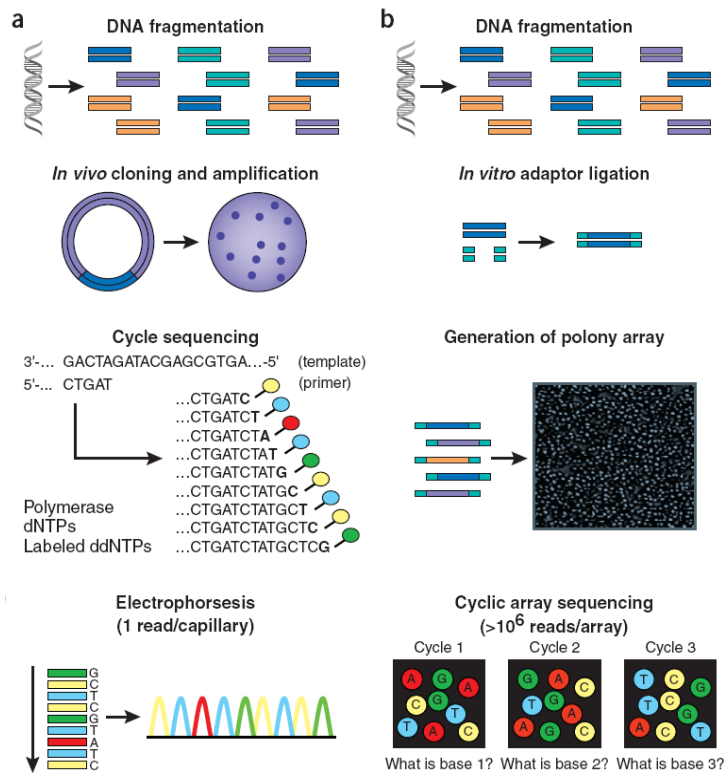 a
DNA fragmentation
In vivo cloning and amplification
Cycle sequencing
3'-... GACTAGATACGAGCGTGA...-5' (template)
5'-... CTGAT (primer)
...CTGATC
...CTGATCT
...CTGATCTA
...CTGATCTAT
...CTGATCTATG
...CTGATCTATGC
...CTGATCTATGCT
...CTGATCTATGCTC
...CTGATCTATGCTCG
Polymerase
dNTPs
Labeled ddNTPs
Electrophorsesis
(1 read/capillary)
G
C
T
C
G
T
A
T
C
b
DNA fragmentation
In vitro adaptor ligation
Generation of polony array
Cyclic array sequencing
(>10⁶ reads/array)
Cycle 1
A G A
C G T
T A C
What is base 1?
Cycle 2
G A C
T G A
A G C
What is base 2?
Cycle 3
T C G
T C G
A C T
What is base 3?